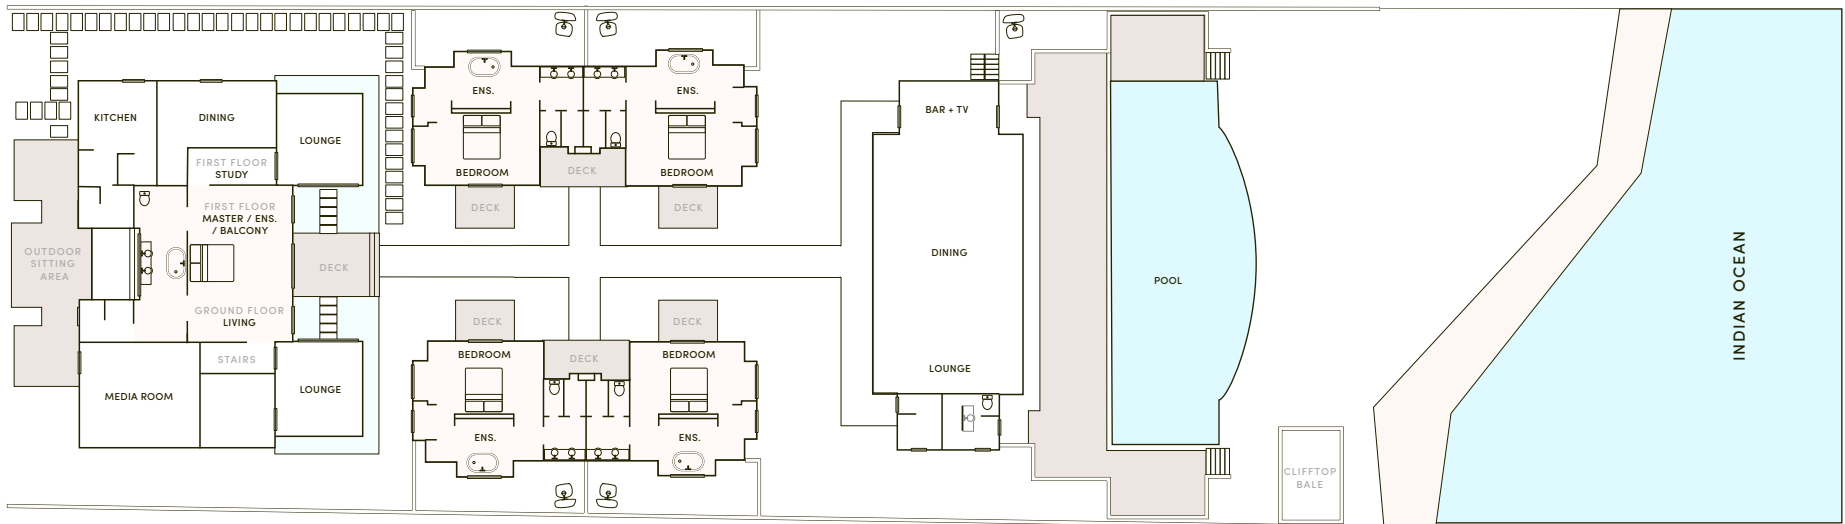 KITCHEN
DINING
LOUNGE
FIRST FLOOR
STUDY
FIRST FLOOR
MASTER / ENS.
/ BALCONY
OUTDOOR
SITTING
AREA
DECK
GROUND FLOOR
LIVING
STAIRS
MEDIA ROOM
LOUNGE
ENS.
ENS.
BEDROOM
DECK
BEDROOM
DECK
DECK
DECK
DECK
BEDROOM
DECK
BEDROOM
ENS.
ENS.
BAR + TV
DINING
LOUNGE
POOL
CLIFFTOP
BALE
INDIAN OCEAN